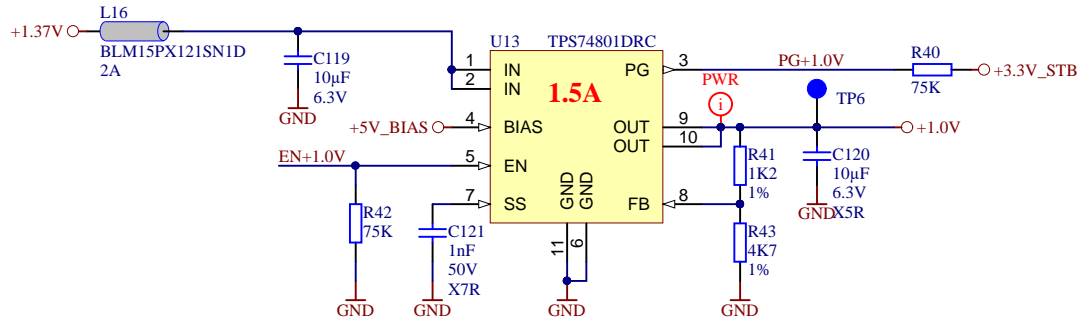 L16
+1.37V
BLM15PX121SN1D
2A
C119
10µF
6.3V
GND
U13
TPS74801DRC
1.5A
1
IN
2
IN
PG
3
PG+1.0V
R40
75K
+3.3V_STB
PWR
i
TP6
+5V_BIAS
4
BIAS
OUT
9
OUT
10
+1.0V
EN+1.0V
5
EN
R41
1K2
1%
C120
10µF
6.3V
X5R
GND
7
SS
FB
8
R42
75K
GND
C121
1nF
50V
X7R
GND
GND
GND
11
6
GND
R43
4K7
1%
GND